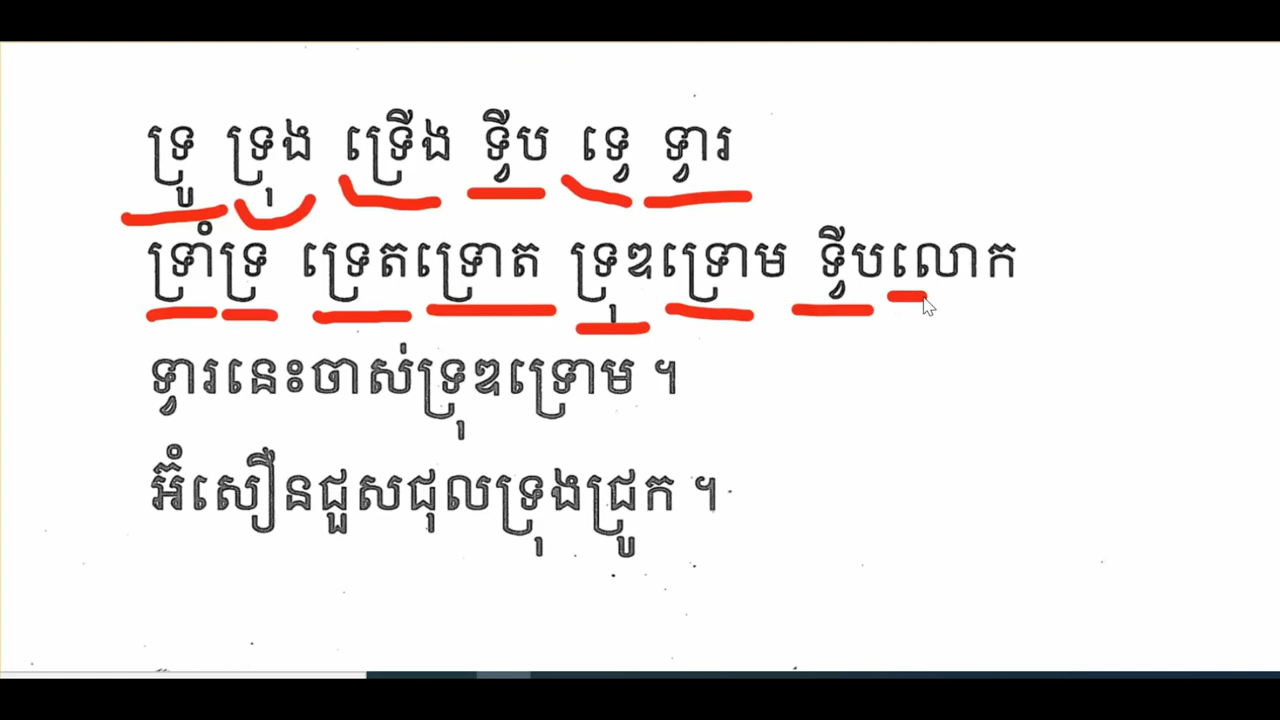 ទ្រូ ទ្រុង ទ្រើង ទ្វីប ទ្វេ ទ្វារ
ទ្រាំទ្រ ទ្រេតទ្រោត ទ្រុឌទ្រោម ទ្វីបលោក
ទ្វារនេះចាស់ទ្រុឌទ្រោម ។
អ៊ំសឿនជួសជុលទ្រុងជ្រូក ។